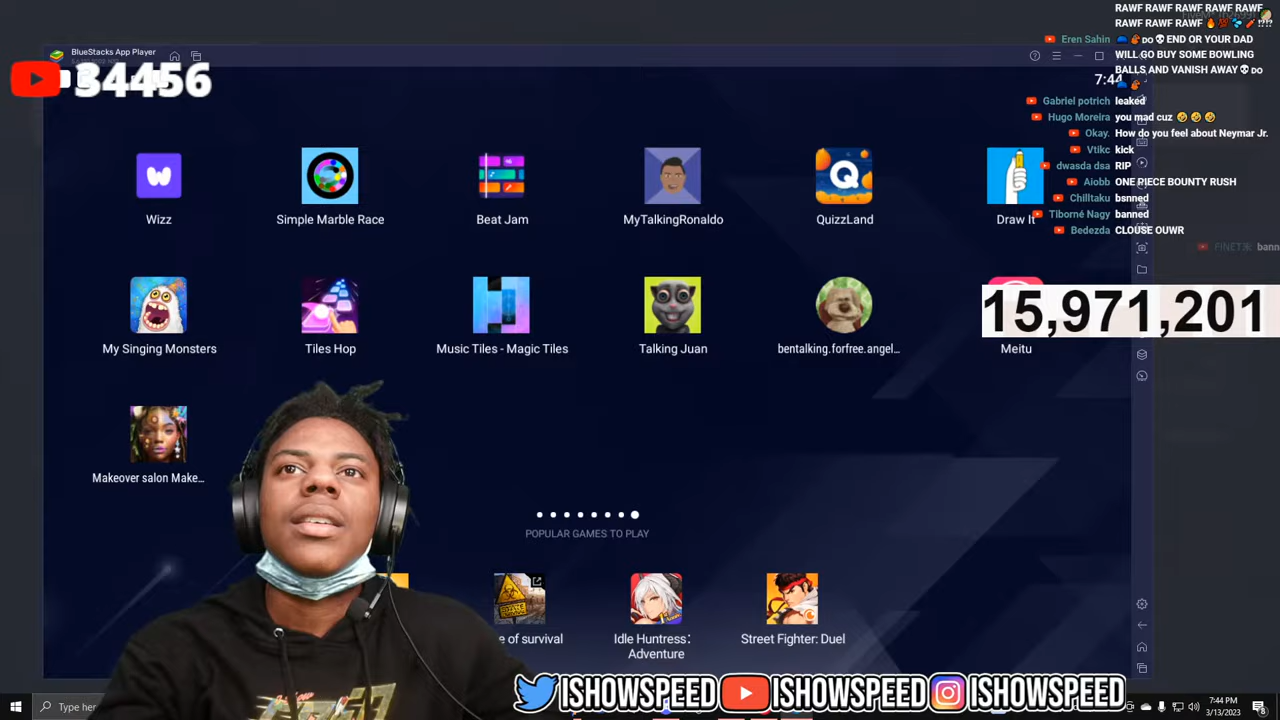 RAWF RAWF RAWF RAWF RAWF
RAWF RAWF RAWF 🔥💯💦🧨⁉️⁉️
Eren Sahin 🧢🦧DO💀END OR YOUR DAD
WILL GO BUY SOME BOWLING
BALLS AND VANISH AWAY💀DO
🧢🦧
Gabriel potrich leaked
Hugo Moreira you mad cuz 🤣 🤣 🤣
Okay. How do you feel about Neymar Jr.
Vtikc kick
dwasda dsa RIP
Aiobb ONE PIECE BOUNTY RUSH
Chilltaku bsnned
Tiborné Nagy banned
Bedezda CLOUSE OUWR
bann
BlueStacks App Player
34456
7:44
Wizz
Simple Marble Race
Beat Jam
MyTalkingRonaldo
QuizzLand
Draw It
My Singing Monsters
Tiles Hop
Music Tiles - Magic Tiles
Talking Juan
bentalking.forfree.angel...
Meitu
15,971,201
Makeover salon Make...
POPULAR GAMES TO PLAY
e of survival
Idle Huntress:
Adventure
Street Fighter: Duel
ISHOWSPEED ISHOWSPEED ISHOWSPEED
Type her
7:44 PM
3/13/2023